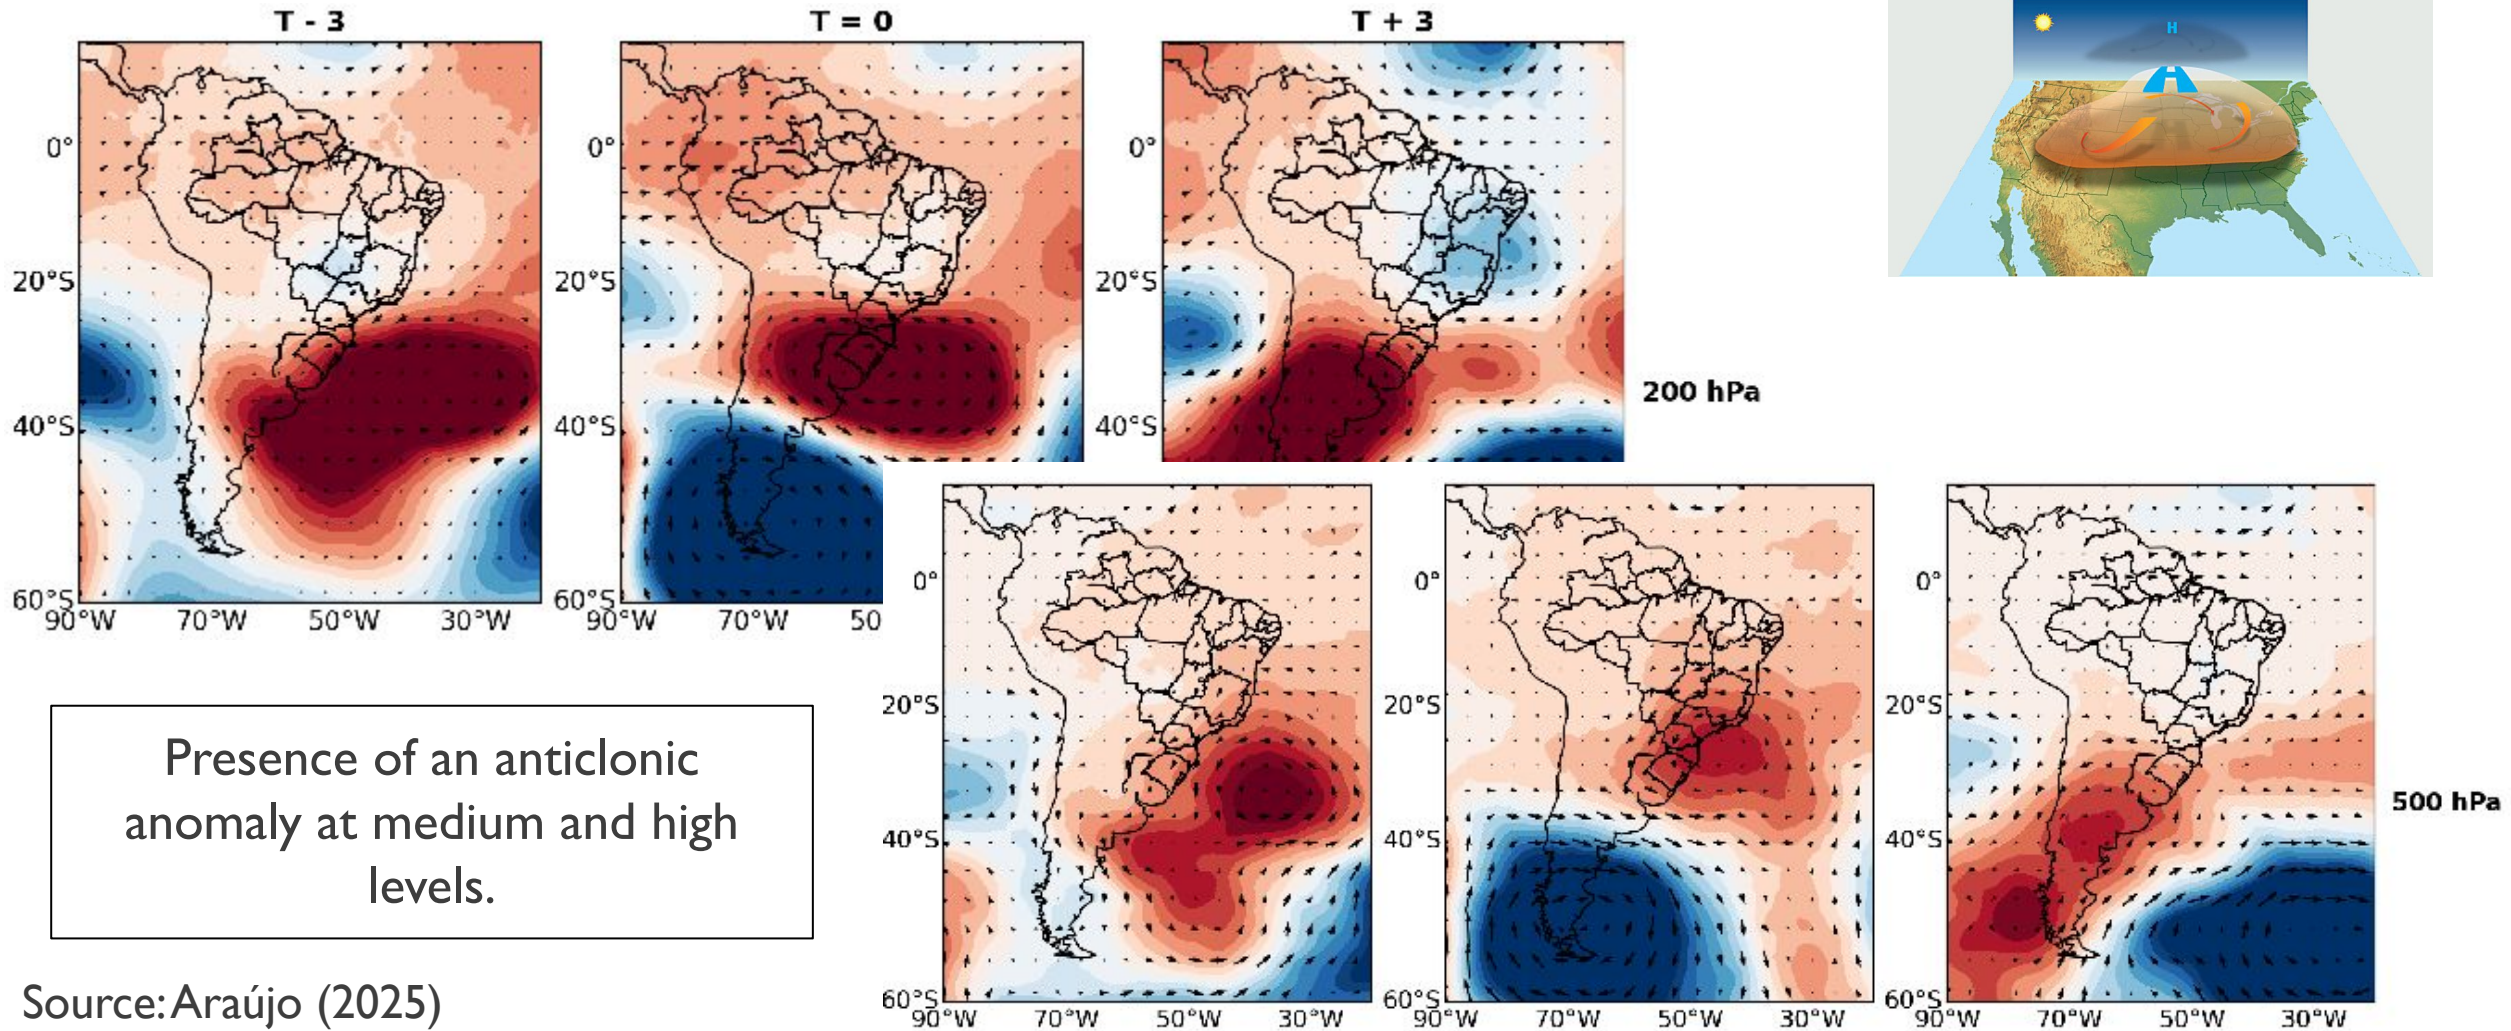 T - 3
T = 0
T + 3
H
H
0°
20°S
40°S
60°S
90°W 70°W 50°W 30°W
0°
20°S
40°S
60°S
90°W 70°W 50
0°
20°S
40°S
200 hPa
0°
20°S
40°S
60°S
90°W 70°W 50°W 30°W
0°
20°S
40°S
60°S
90°W 70°W 50°W 30°W
0°
20°S
40°S
60°S
90°W 70°W 50°W 30°W
500 hPa
Presence of an anticlonic
anomaly at medium and high
levels.
Source: Araújo (2025)